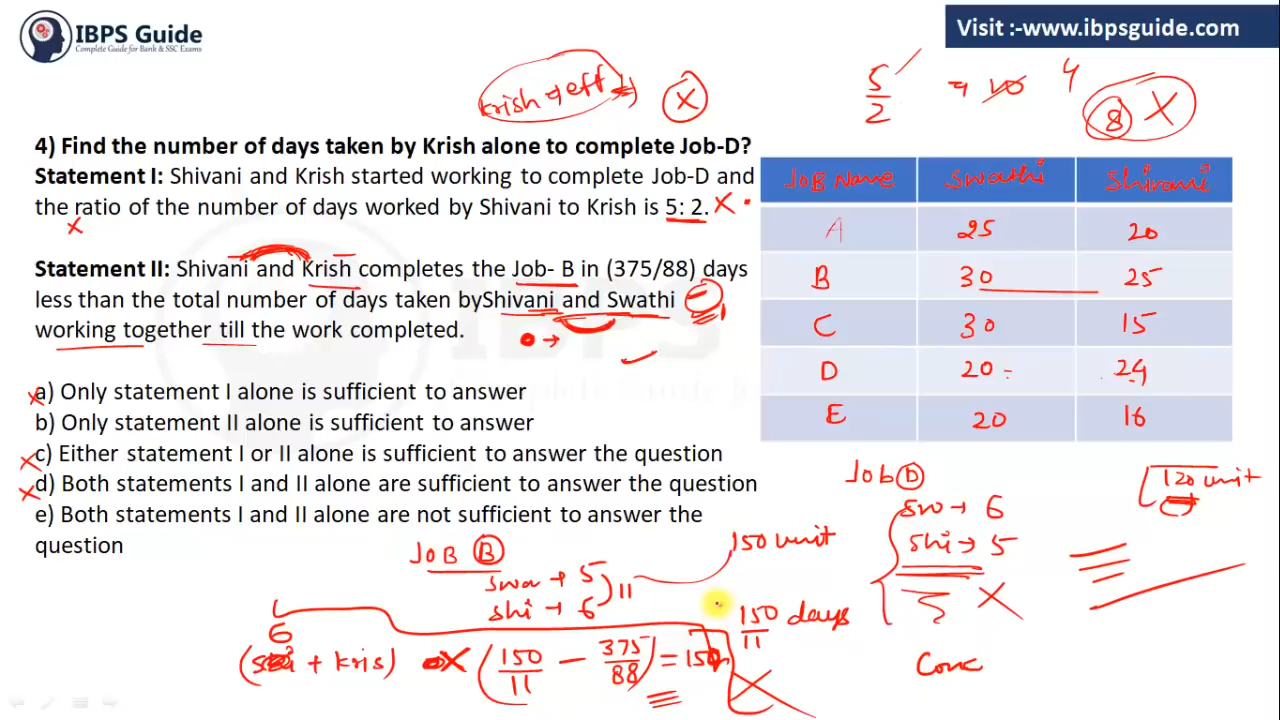 IBPS Guide
Complete Guide for Bank & SSC Exams
Visit :-www.ibpsguide.com
Krish → eff
X
5/2
10
4
8 X
4) Find the number of days taken by Krish alone to complete Job-D?
Statement I: Shivani and Krish started working to complete Job-D and
the ratio of the number of days worked by Shivani to Krish is 5: 2.
Statement II: Shivani and Krish completes the Job- B in (375/88) days
less than the total number of days taken byShivani and Swathi
working together till the work completed.
a) Only statement I alone is sufficient to answer
b) Only statement II alone is sufficient to answer
c) Either statement I or II alone is sufficient to answer the question
d) Both statements I and II alone are sufficient to answer the question
e) Both statements I and II alone are not sufficient to answer the
question
JOB Name Swathi Shivani
A 25 20
B 30 25
C 30 15
D 20 24
E 20 16
Job D
120 unit
sw → 6
shi → 5
X
Conc
JOB B
150 unit
swa → 5
shi → 6
11
150/11 days
6
+ kris) X (150/11 − 375/88) = 150
X